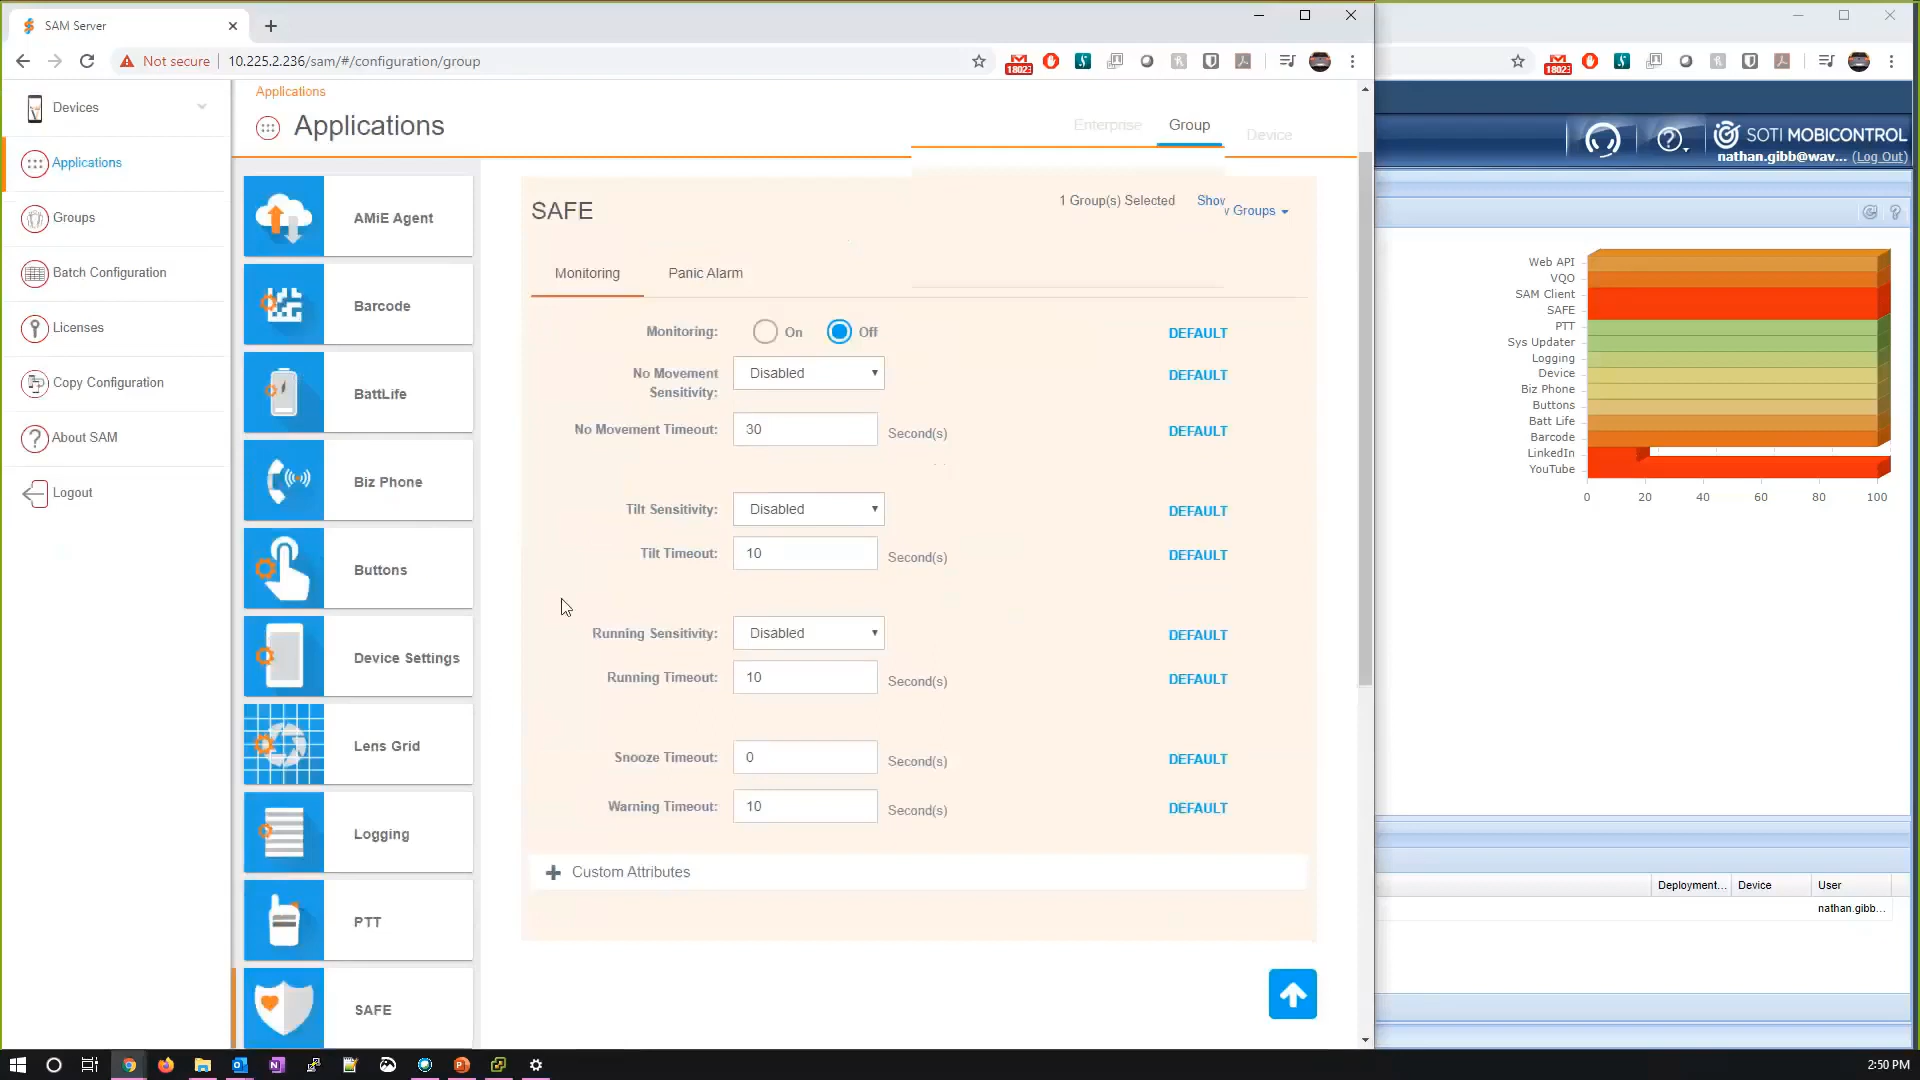 SAM Server
Not secure
10.225.2.236/sam/#/configuration/group
18023
18023
Devices
Applications
Groups
Batch Configuration
Licenses
Copy Configuration
About SAM
Logout
Applications
Applications
Enterprise
Group
Device
AMiE Agent
Barcode
BattLife
Biz Phone
Buttons
Device Settings
Lens Grid
Logging
PTT
SAFE
SAFE
1 Group(s) Selected
Show
v Groups
Monitoring
Panic Alarm
Monitoring:
On
Off
DEFAULT
No Movement
Sensitivity:
Disabled
DEFAULT
No Movement Timeout:
30
Second(s)
DEFAULT
Tilt Sensitivity:
Disabled
DEFAULT
Tilt Timeout:
10
Second(s)
DEFAULT
Running Sensitivity:
Disabled
DEFAULT
Running Timeout:
10
Second(s)
DEFAULT
Snooze Timeout:
0
Second(s)
DEFAULT
Warning Timeout:
10
Second(s)
DEFAULT
Custom Attributes
SOTI MOBICONTROL
nathan.gibb@wav... (Log Out)
Web API
VQO
SAM Client
SAFE
PTT
Sys Updater
Logging
Device
Biz Phone
Buttons
Batt Life
Barcode
LinkedIn
YouTube
0 20 40 60 80 100
Deployment...
Device
User
nathan.gibb...
2:50 PM